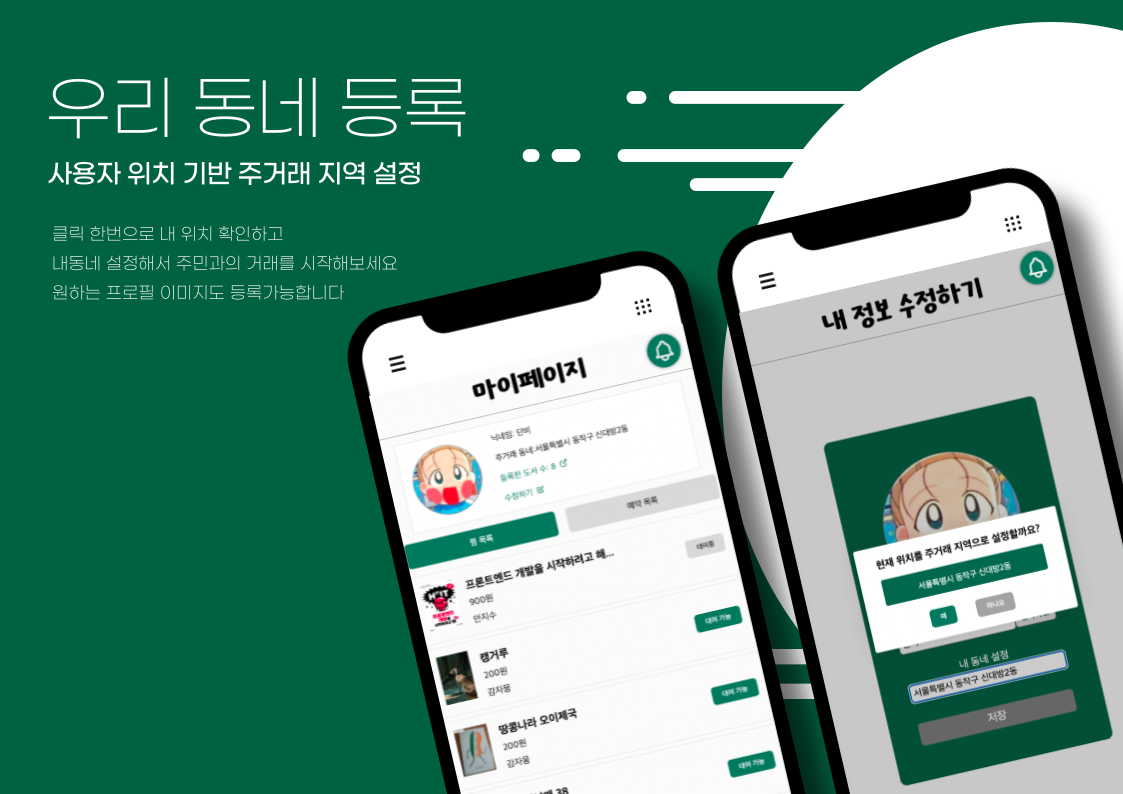 우리 동네 등록
사용자 위치 기반 주거래 지역 설정
클릭 한번으로 내 위치 확인하고
내동네 설정해서 주민과의 거래를 시작해보세요
원하는 프로필 이미지도 등록가능합니다
마이페이지
닉네임: 단비
주거래 동네:서울특별시 동작구 신대방2동
등록한 도서 수: 8
수정하기
찜 목록
예약 목록
프론트엔드 개발을 시작하려고 해...
900원
안지수
대여중
캥거루
200원
감자몽
대여 가능
땅콩나라 오이제국
200원
감자몽
대여 가능
38
대여 가능
내 정보 수정하기
현재 위치를 주거래 지역으로 설정할까요?
서울특별시 동작구 신대방2동
예
아니오
내 동네 설정
서울특별시 동작구 신대방2동
저장